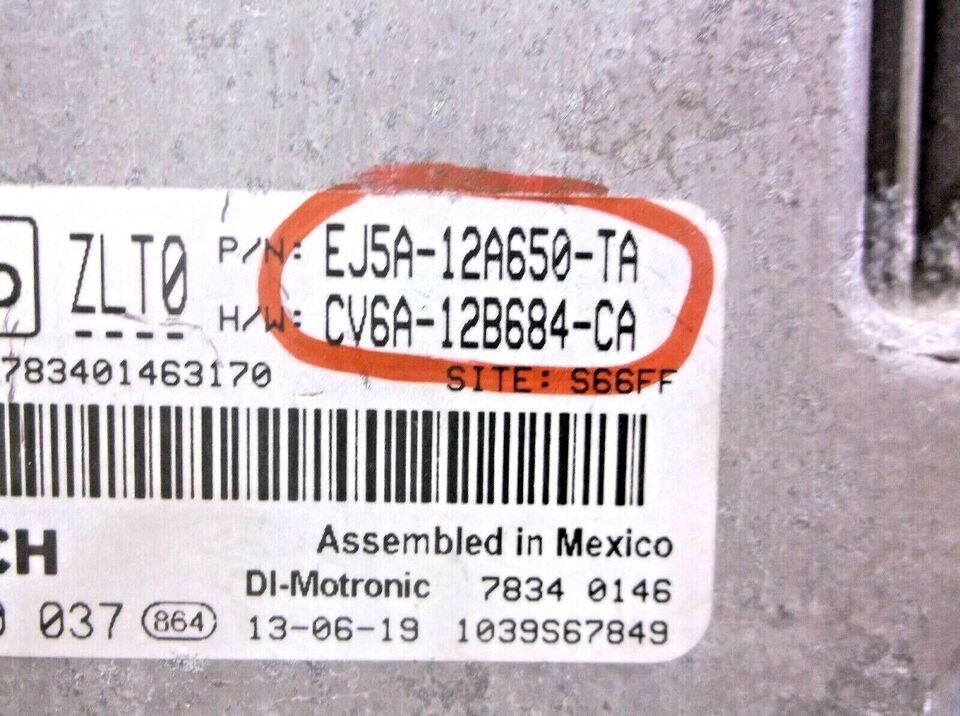 ZLT0 P/N: EJ5A-12A650-TA
H/W: CV6A-12B684-CA
783401463170 SITE: S66FF
CH Assembled in Mexico
DI-Motronic 7834 0146
037 864 13-06-19 1039S67849